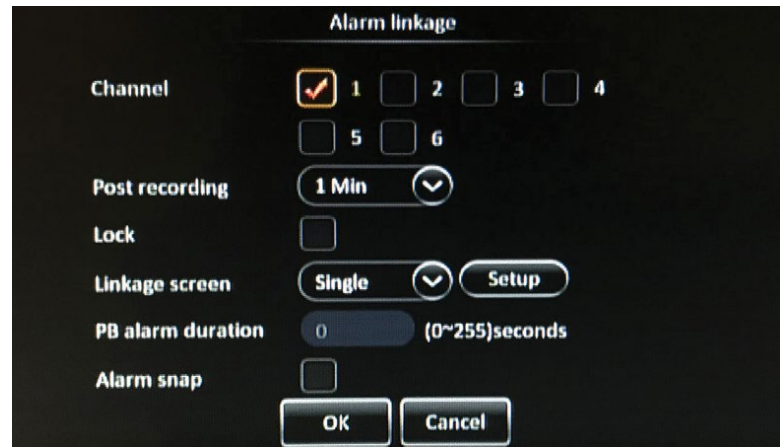 Alarm linkage
Channel 1 2 3 4
5 6
Post recording 1 Min
Lock
Linkage screen Single Setup
PB alarm duration 0 (0~255)seconds
Alarm snap
OK Cancel